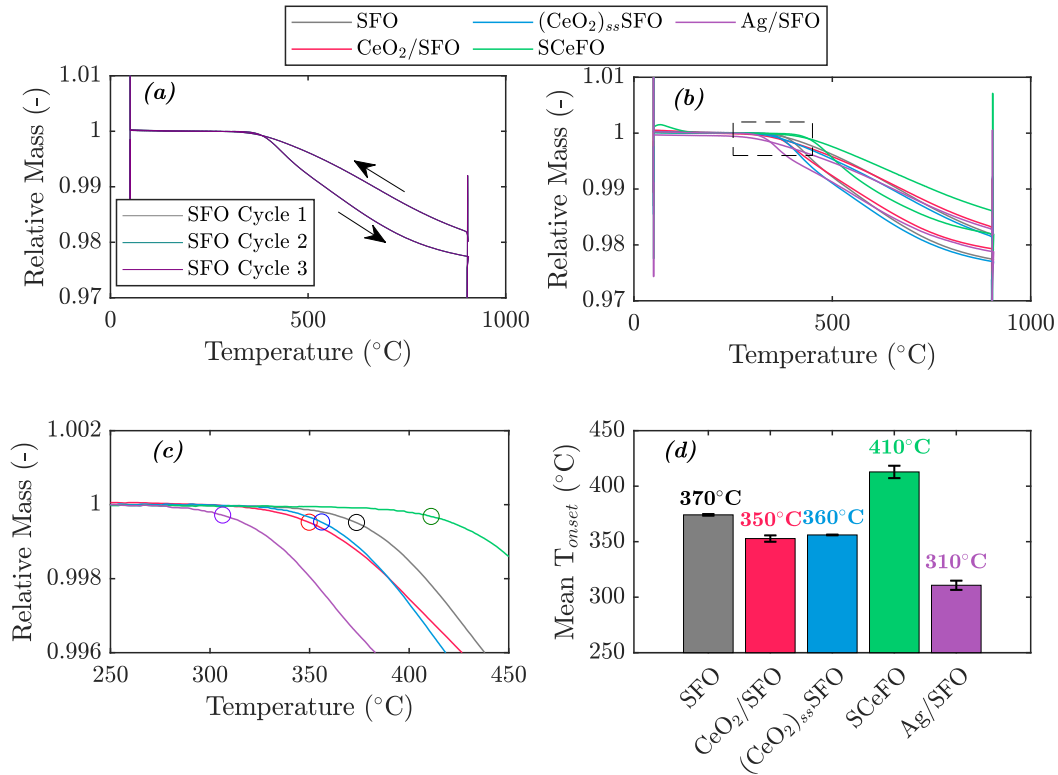 SFO (CeO₂)ₛₛSFO Ag/SFO
CeO₂/SFO SCeFO
(a)
1.01
1
0.99
0.98
0.97
Relative Mass (-)
SFO Cycle 1
SFO Cycle 2
SFO Cycle 3
0 500 1000
Temperature (°C)
(b)
1.01
1
0.99
0.98
0.97
Relative Mass (-)
0 500 1000
Temperature (°C)
(c)
1.002
1
0.998
0.996
Relative Mass (-)
250 300 350 400 450
Temperature (°C)
(d)
450
400
350
300
250
Mean T_onset (°C)
370°C
350°C
360°C
410°C
310°C
SFO
CeO₂/SFO
(CeO₂)ₛₛSFO
SCeFO
Ag/SFO